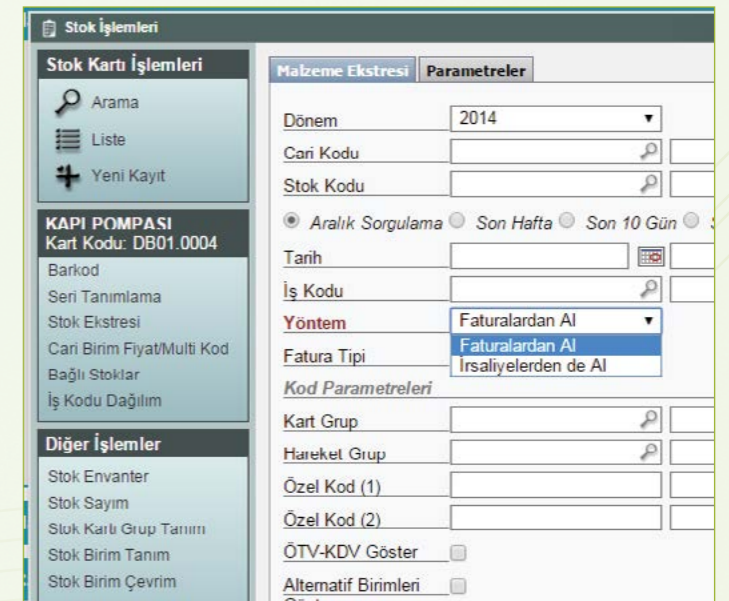 Stok İşlemleri
Stok Kartı İşlemleri
Arama
Liste
Yeni Kayıt
KAPI POMPASI
Kart Kodu: DB01.0004
Barkod
Seri Tanımlama
Stok Ekstresi
Cari Birim Fiyat/Multi Kod
Bağlı Stoklar
İş Kodu Dağılım
Diğer İşlemler
Stok Envanter
Stok Sayım
Stok Kartı Grup Tanım
Stok Birim Tanım
Stok Birim Çevrim
Malzeme Ekstresi Parametreler
Dönem 2014
Cari Kodu
Stok Kodu
Aralık Sorgulama Son Hafta Son 10 Gün
Tarih
İş Kodu
Yöntem Faturalardan Al
Faturalardan Al
İrsaliyelerden de Al
Fatura Tipi
Kod Parametreleri
Kart Grup
Hareket Grup
Özel Kod (1)
Özel Kod (2)
ÖTV-KDV Göster
Alternatif Birimleri